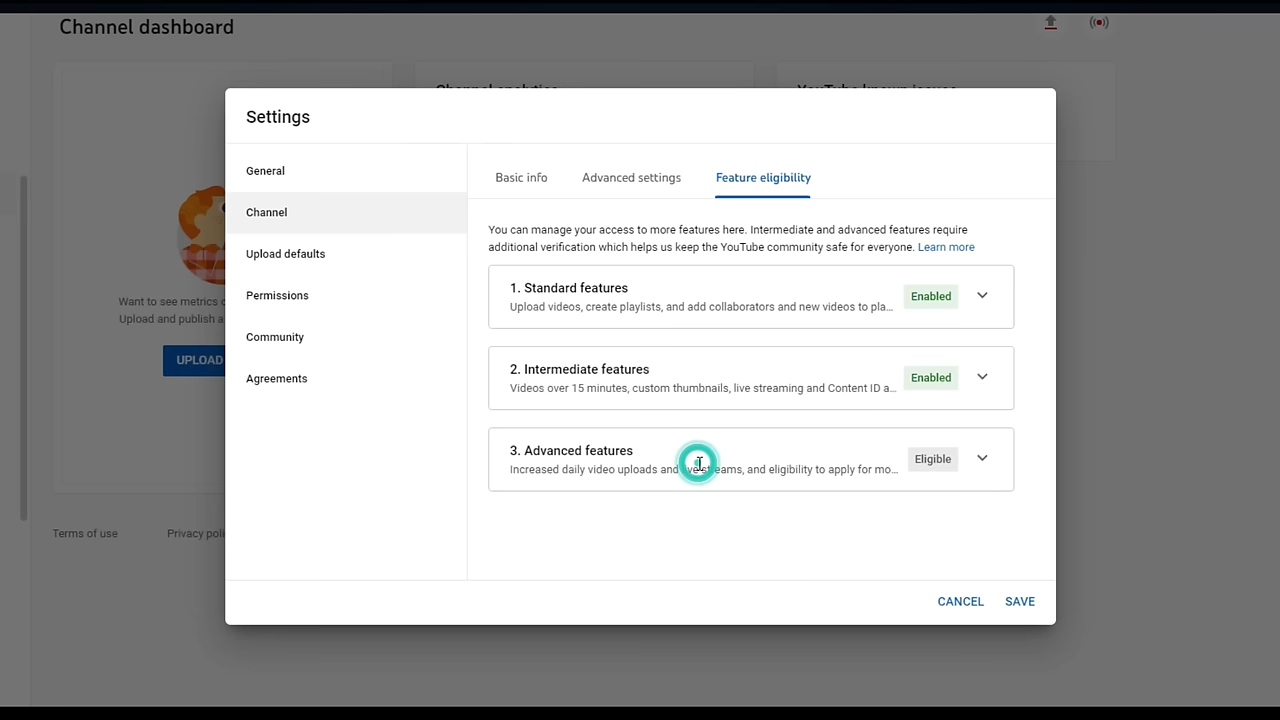 Channel dashboard
Settings
General
Channel
Upload defaults
Permissions
Community
Agreements
Basic info
Advanced settings
Feature eligibility
You can manage your access to more features here. Intermediate and advanced features require
additional verification which helps us keep the YouTube community safe for everyone. Learn more
1. Standard features
Upload videos, create playlists, and add collaborators and new videos to pla...
Enabled
2. Intermediate features
Videos over 15 minutes, custom thumbnails, live streaming and Content ID a...
Enabled
3. Advanced features
Increased daily video uploads and live streams, and eligibility to apply for mo...
Eligible
CANCEL
SAVE
Want to see metrics
Upload and publish a
UPLOAD
Terms of use
Privacy poli